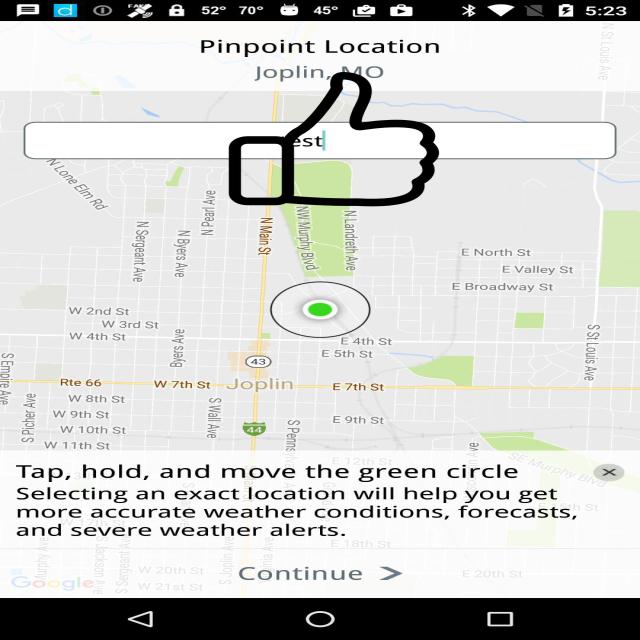 52° 70° 45° 5:23
Pinpoint Location
Joplin, MO
est
N St Louis Ave
N Lone Elm Rd
N Pearl Ave
N Sergeant Ave
N Byers Ave
N Main St
NW Murphy Blvd
N Landreth Ave
E North St
E Valley St
E Broadway St
W 2nd St
W 3rd St
W 4th St
Byers Ave
E 4th St
E 5th St
S St Louis Ave
S Empire Ave
43
Rte 66
W 7th St
Joplin
E 7th St
W 8th St
S Picher Ave
W 9th St
S Wall Ave
E 9th St
W 10th St
44
W 11th St
E 12th St
SE Murphy Blvd
Tap, hold, and move the green circle
Selecting an exact location will help you get
more accurate weather conditions, forecasts,
and severe weather alerts.
E 18th St
Continue
W 20th St
E 20th St
W 21st St
Google